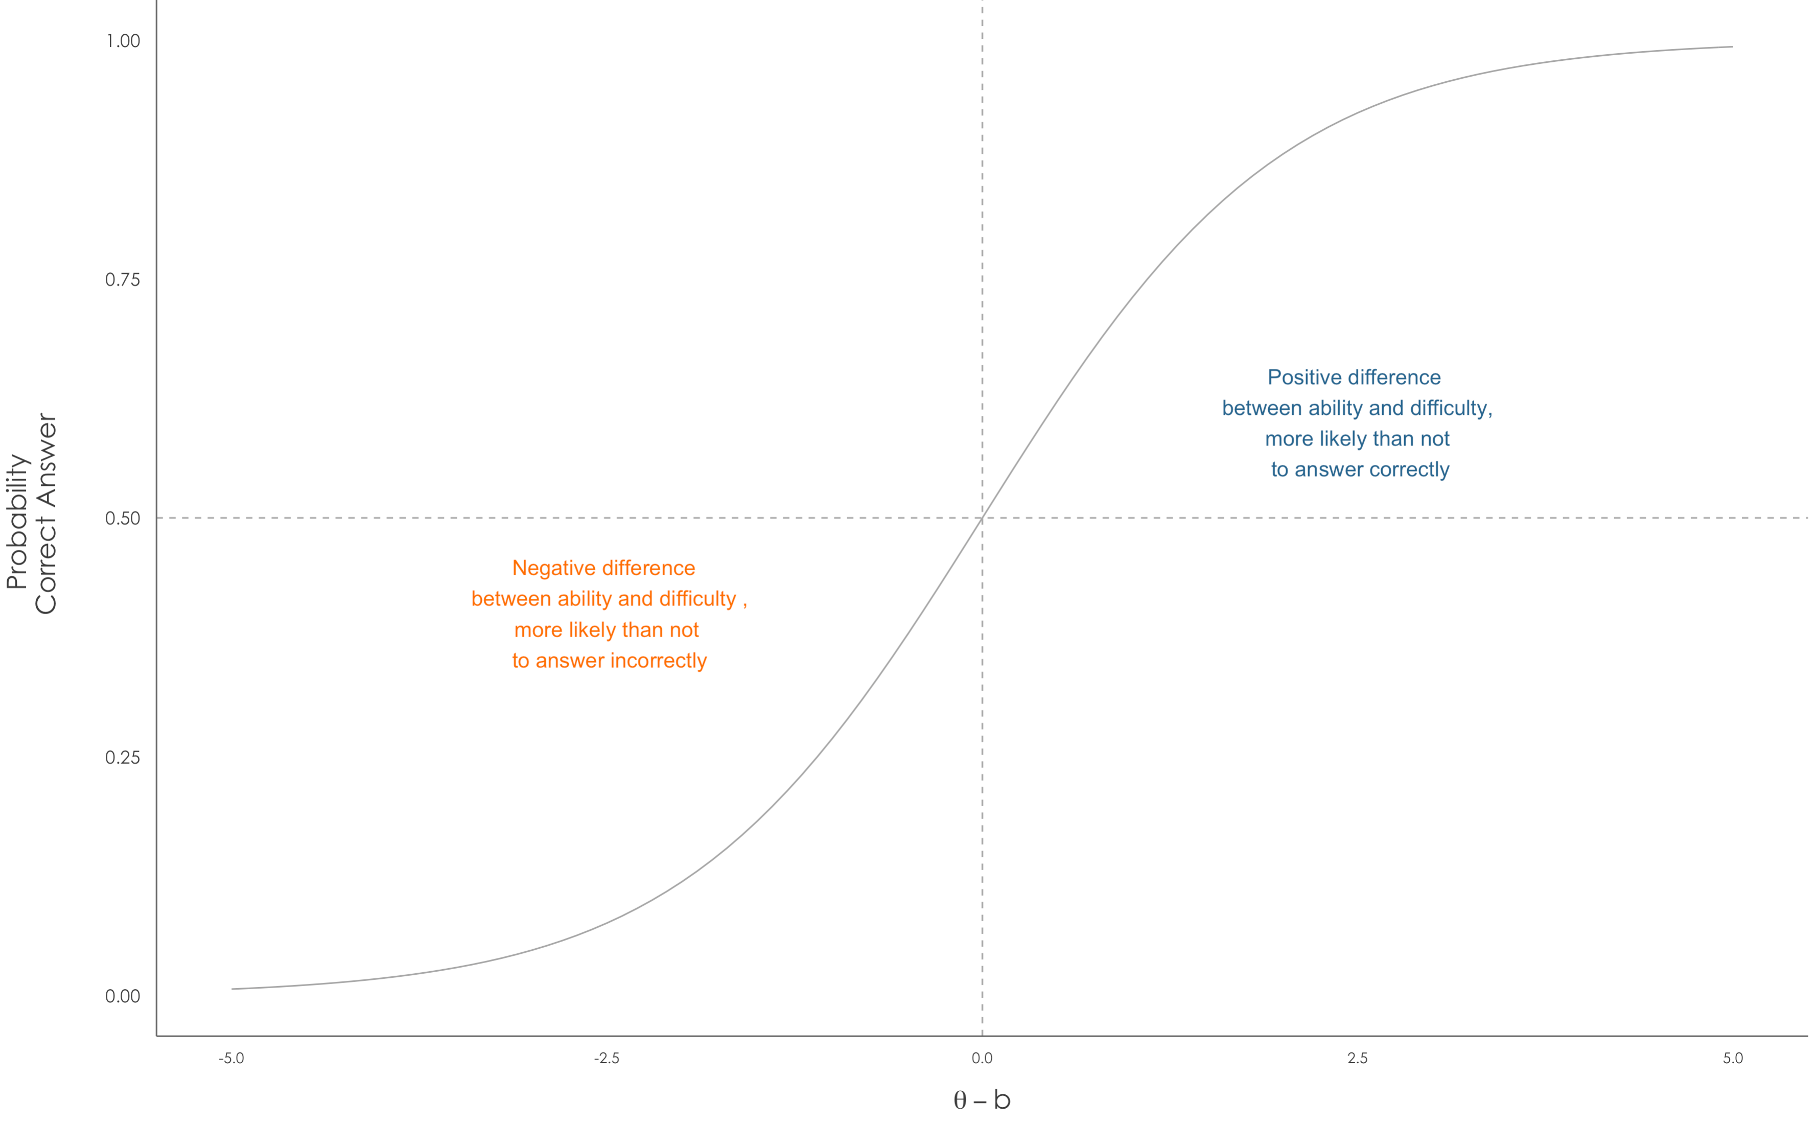 1.00
0.75
0.50
0.25
0.00
Probability
Correct Answer
Positive difference
between ability and difficulty,
more likely than not
to answer correctly
Negative difference
between ability and difficulty ,
more likely than not
to answer incorrectly
-5.0
-2.5
0.0
2.5
5.0
θ – b